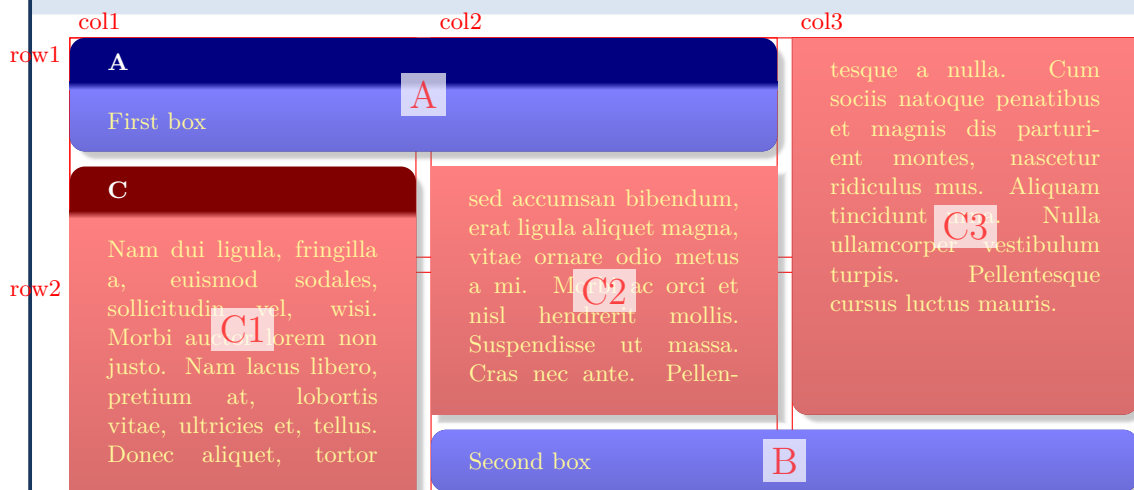 col1 col2 col3
row1
A
A
First box
C
Nam dui ligula, fringilla
a, euismod sodales,
sollicitudin vel, wisi.
row2
C1
Morbi auctor lorem non
justo. Nam lacus libero,
pretium at, lobortis
vitae, ultricies et, tellus.
Donec aliquet, tortor
sed accumsan bibendum,
erat ligula aliquet magna,
vitae ornare odio metus
a mi. Morbi ac orci et
C2
nisl hendrerit mollis.
Suspendisse ut massa.
Cras nec ante. Pellen-
tesque a nulla. Cum
sociis natoque penatibus
et magnis dis parturi-
ent montes, nascetur
ridiculus mus. Aliquam
tincidunt Nulla
C3
ullamcorper vestibulum
turpis. Pellentesque
cursus luctus mauris.
Second box
B